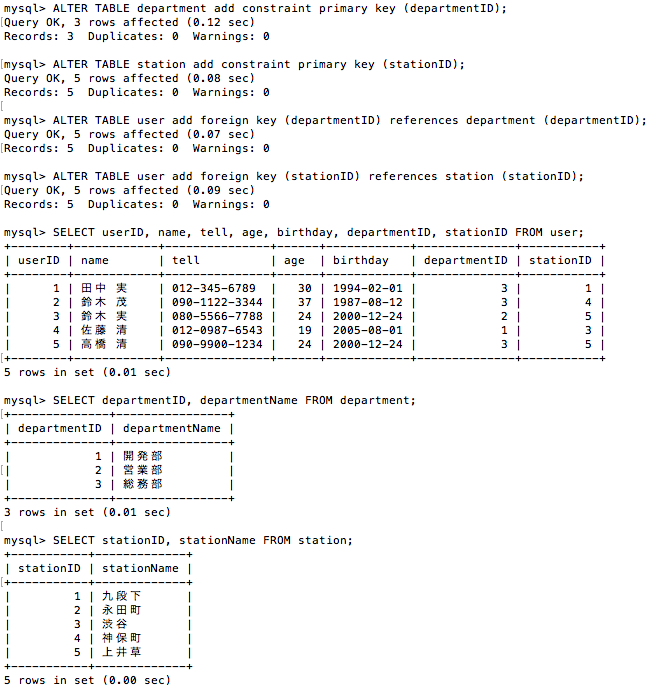 mysql> ALTER TABLE department add constraint primary key (departmentID);
Query OK, 3 rows affected (0.12 sec)
Records: 3  Duplicates: 0  Warnings: 0

mysql> ALTER TABLE station add constraint primary key (stationID);
Query OK, 5 rows affected (0.08 sec)
Records: 5  Duplicates: 0  Warnings: 0

mysql> ALTER TABLE user add foreign key (departmentID) references department (departmentID);
Query OK, 5 rows affected (0.07 sec)
Records: 5  Duplicates: 0  Warnings: 0

mysql> ALTER TABLE user add foreign key (stationID) references station (stationID);
Query OK, 5 rows affected (0.09 sec)
Records: 5  Duplicates: 0  Warnings: 0

mysql> SELECT userID, name, tell, age, birthday, departmentID, stationID FROM user;
+--------+------------+---------------+------+------------+--------------+-----------+
| userID | name       | tell          | age  | birthday   | departmentID | stationID |
+--------+------------+---------------+------+------------+--------------+-----------+
|      1 | 田中 実    | 012-345-6789  |   30 | 1994-02-01 |            3 |         1 |
|      2 | 鈴木 茂    | 090-1122-3344 |   37 | 1987-08-12 |            3 |         4 |
|      3 | 鈴木 実    | 080-5566-7788 |   24 | 2000-12-24 |            2 |         5 |
|      4 | 佐藤 清    | 012-0987-6543 |   19 | 2005-08-01 |            1 |         3 |
|      5 | 高橋 清    | 090-9900-1234 |   24 | 2000-12-24 |            3 |         5 |
+--------+------------+---------------+------+------------+--------------+-----------+
5 rows in set (0.01 sec)

mysql> SELECT departmentID, departmentName FROM department;
+--------------+----------------+
| departmentID | departmentName |
+--------------+----------------+
|            1 | 開発部         |
|            2 | 営業部         |
|            3 | 総務部         |
+--------------+----------------+
3 rows in set (0.01 sec)

mysql> SELECT stationID, stationName FROM station;
+-----------+-------------+
| stationID | stationName |
+-----------+-------------+
|         1 | 九段下      |
|         2 | 永田町      |
|         3 | 渋谷        |
|         4 | 神保町      |
|         5 | 上井草      |
+-----------+-------------+
5 rows in set (0.00 sec)